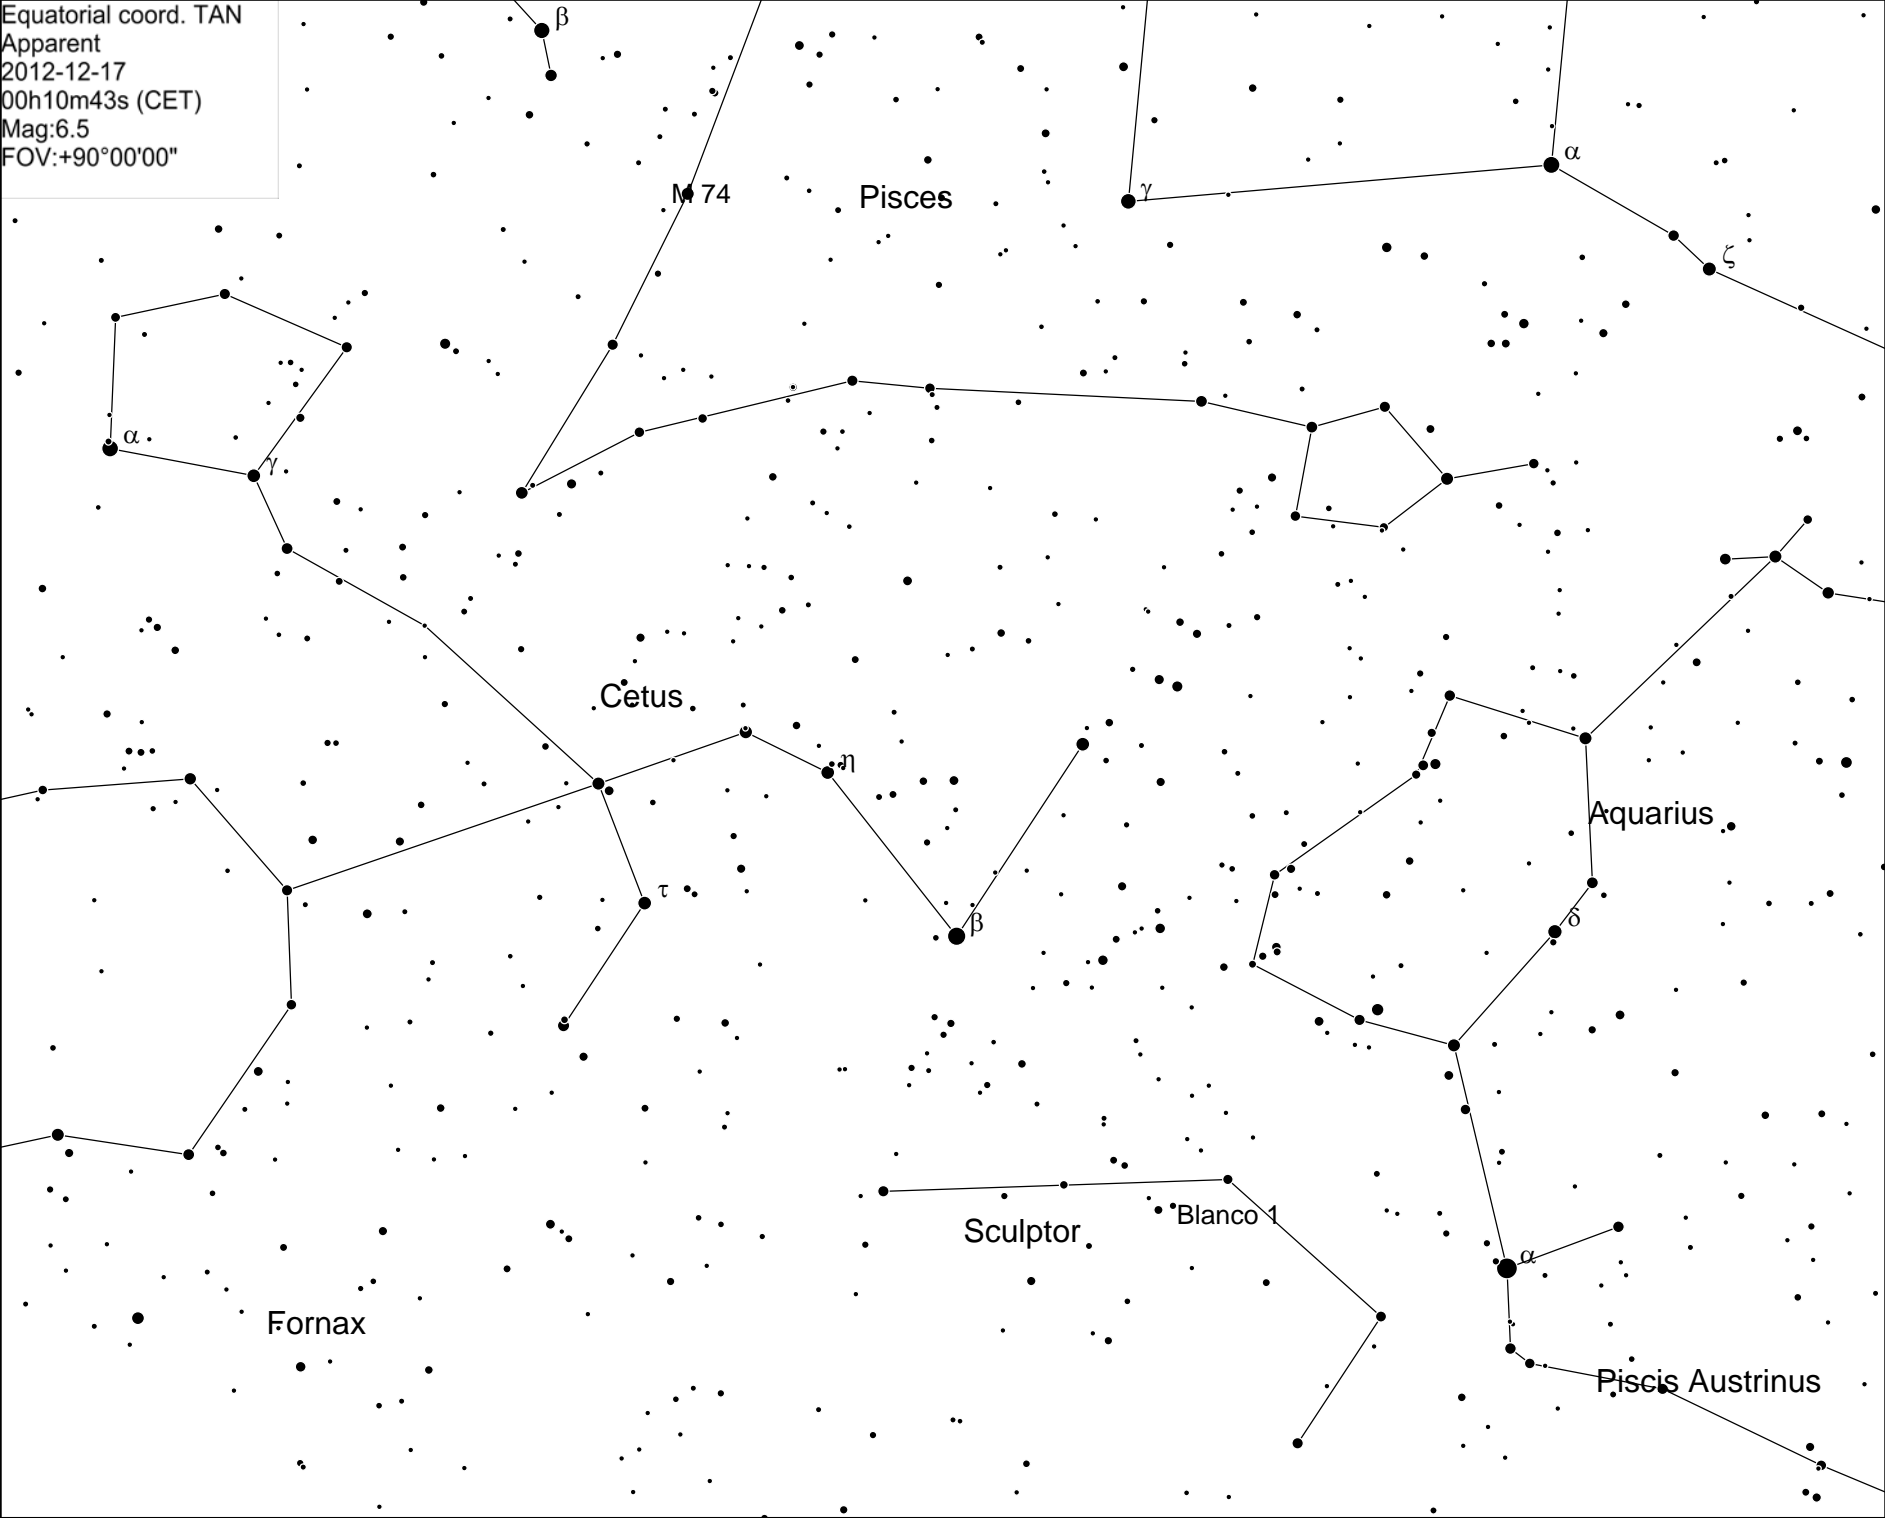 Equatorial coord. TAN
Apparent
2012-12-17
00h10m43s (CET)
Mag:6.5
FOV:+90°00'00"
β
α
M 74
γ
Pisces
ζ
α
γ
Cetus
η
Aquarius
τ
β
δ
Blanco 1
Sculptor
α
Fornax
Piscis Austrinus